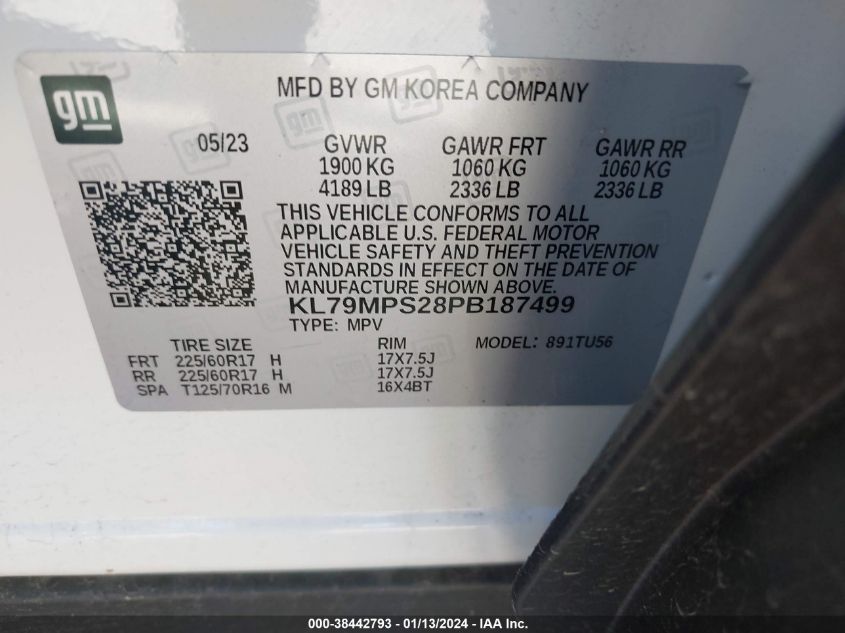 gm
MFD BY GM KOREA COMPANY
05/23 GVWR GAWR FRT GAWR RR
1900 KG 1060 KG 1060 KG
4189 LB 2336 LB 2336 LB
THIS VEHICLE CONFORMS TO ALL
APPLICABLE U.S. FEDERAL MOTOR
VEHICLE SAFETY AND THEFT PREVENTION
STANDARDS IN EFFECT ON THE DATE OF
MANUFACTURE SHOWN ABOVE.
KL79MPS28PB187499
TYPE: MPV
TIRE SIZE RIM MODEL: 891TU56
FRT 225/60R17 H 17X7.5J
RR 225/60R17 H 17X7.5J
SPA T125/70R16 M 16X4BT
000-38442793 - 01/13/2024 - IAA Inc.